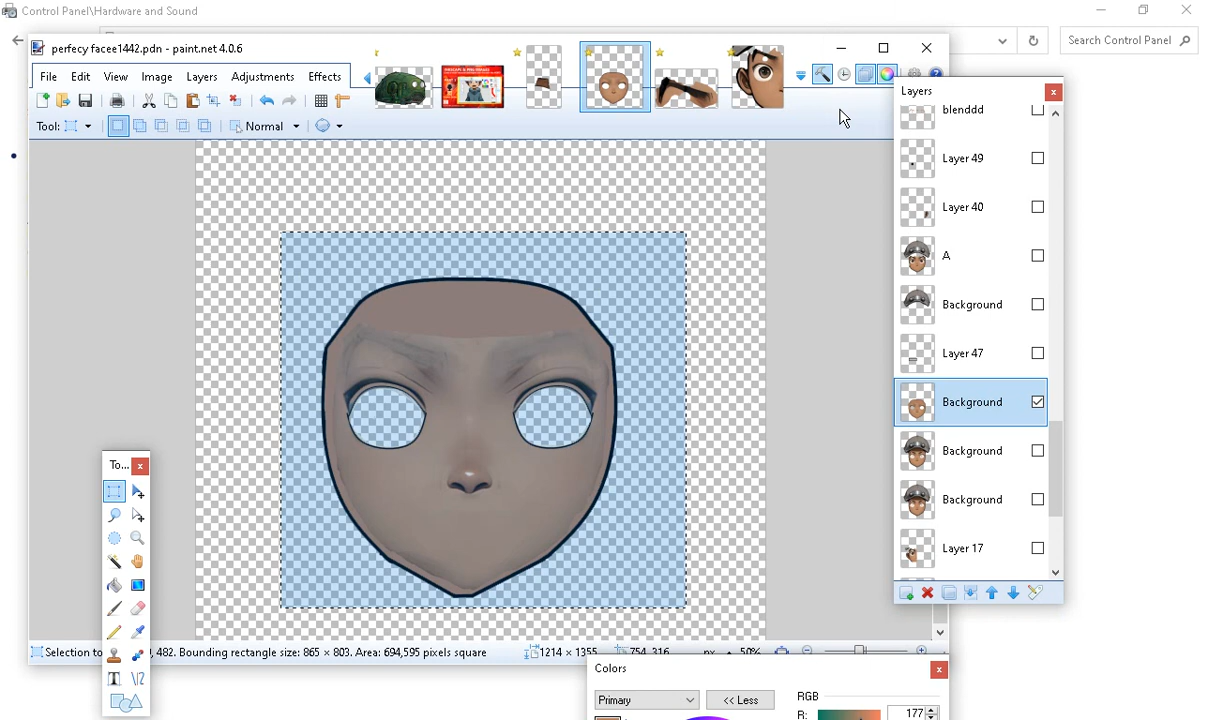 Control Panel\Hardware and Sound
Search Control Panel
perfecy facee1442.pdn - paint.net 4.0.6
File Edit View Image Layers Adjustments Effects
Tool: Normal
Layers
blenddd
Layer 49
Layer 40
A
Background
Layer 47
Background
Background
Background
Layer 17
To... x
Selection to , 482. Bounding rectangle size: 865 × 803. Area: 694,595 pixels square
1214 × 1355
754, 316
px 50%
Colors
Primary
<< Less
RGB
R: 177